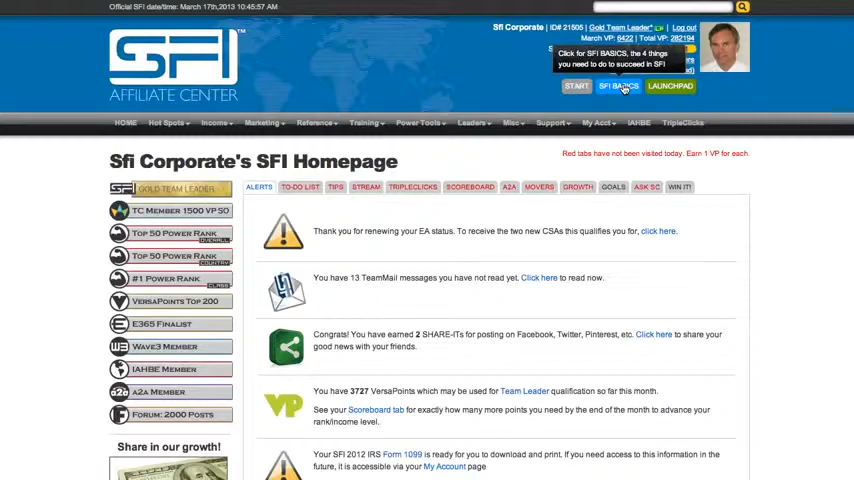 Official SFI date/time: March 17th,2013 10:45:57 AM
Sfi Corporate | ID# 21505 | Gold Team Leader* Log out
March VP: 6422 | Total VP: 282194
Click for SFI BASICS, the 4 things
you need to do to succeed in SFI
START SFI BASICS LAUNCHPAD
SFI™
AFFILIATE CENTER
HOME Hot Spots Income Marketing Reference Training Power Tools Leaders Misc Support My Acct IAHBE TripleClicks
Sfi Corporate's SFI Homepage
Red tabs have not been visited today. Earn 1 VP for each.
ALERTS TO-DO LIST TIPS STREAM TRIPLECLICKS SCOREBOARD A2A MOVERS GROWTH GOALS ASK SC WIN IT!
SFI GOLD TEAM LEADER
TC MEMBER 1500 VP 50
TOP 50 POWER RANK
OVERALL
TOP 50 POWER RANK
COUNTRY
#1 POWER RANK
CLASS
VERSAPOINTS TOP 200
E365 FINALIST
W3 WAVE3 MEMBER
IAHBE MEMBER
a2a A2A MEMBER
F FORUM: 2000 POSTS
Share in our growth!
Thank you for renewing your EA status. To receive the two new CSAs this qualifies you for, click here.
You have 13 TeamMail messages you have not read yet. Click here to read now.
Congrats! You have earned 2 SHARE-ITs for posting on Facebook, Twitter, Pinterest, etc. Click here to share your
good news with your friends.
VP
You have 3727 VersaPoints which may be used for Team Leader qualification so far this month.
See your Scoreboard tab for exactly how many more points you need by the end of the month to advance your
rank/income level.
Your SFI 2012 IRS Form 1099 is ready for you to download and print. If you need access to this information in the
future, it is accessible via your My Account page